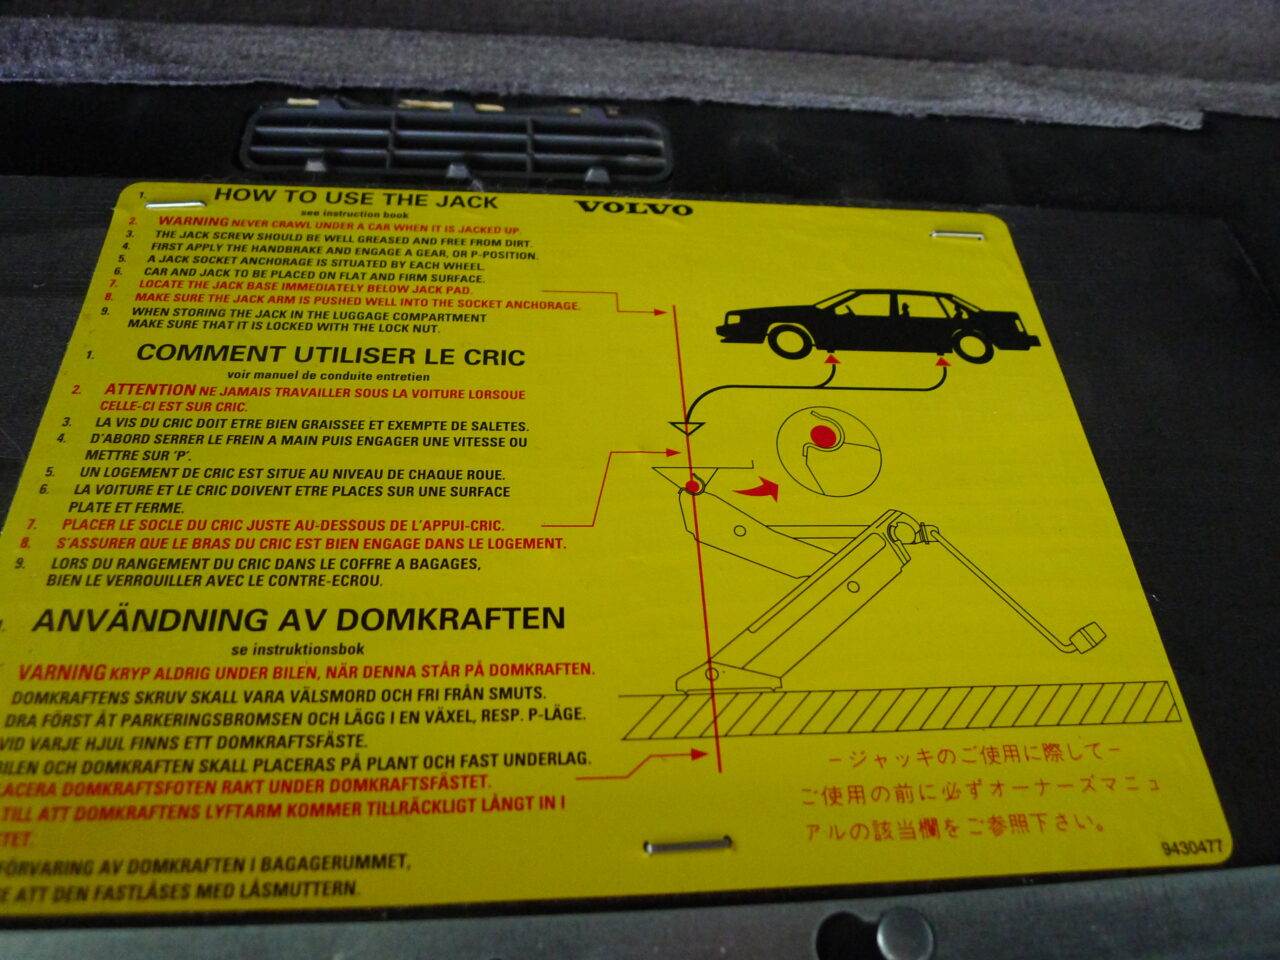 1. HOW TO USE THE JACK
see instruction book
VOLVO
2. WARNING NEVER CRAWL UNDER A CAR WHEN IT IS JACKED UP.
3. THE JACK SCREW SHOULD BE WELL GREASED AND FREE FROM DIRT.
4. FIRST APPLY THE HANDBRAKE AND ENGAGE A GEAR, OR P-POSITION.
5. A JACK SOCKET ANCHORAGE IS SITUATED BY EACH WHEEL.
6. CAR AND JACK TO BE PLACED ON FLAT AND FIRM SURFACE.
7. LOCATE THE JACK BASE IMMEDIATELY BELOW JACK PAD.
8. MAKE SURE THE JACK ARM IS PUSHED WELL INTO THE SOCKET ANCHORAGE.
9. WHEN STORING THE JACK IN THE LUGGAGE COMPARTMENT
MAKE SURE THAT IT IS LOCKED WITH THE LOCK NUT.
1. COMMENT UTILISER LE CRIC
voir manuel de conduite entretien
2. ATTENTION NE JAMAIS TRAVAILLER SOUS LA VOITURE LORSOUE
CELLE-CI EST SUR CRIC.
3. LA VIS DU CRIC DOIT ETRE BIEN GRAISSEE ET EXEMPTE DE SALETES.
4. D'ABORD SERRER LE FREIN A MAIN PUIS ENGAGER UNE VITESSE OU
METTRE SUR 'P'.
5. UN LOGEMENT DE CRIC EST SITUE AU NIVEAU DE CHAQUE ROUE.
6. LA VOITURE ET LE CRIC DOIVENT ETRE PLACES SUR UNE SURFACE
PLATE ET FERME.
7. PLACER LE SOCLE DU CRIC JUSTE AU-DESSOUS DE L'APPUI-CRIC.
8. S'ASSURER QUE LE BRAS DU CRIC EST BIEN ENGAGE DANS LE LOGEMENT.
9. LORS DU RANGEMENT DU CRIC DANS LE COFFRE A BAGAGES,
BIEN LE VERROUILLER AVEC LE CONTRE-ECROU.
ANVÄNDNING AV DOMKRAFTEN
se instruktionsbok
VARNING KRYP ALDRIG UNDER BILEN, NÄR DENNA STÅR PÅ DOMKRAFTEN.
DOMKRAFTENS SKRUV SKALL VARA VÄLSMORD OCH FRI FRÅN SMUTS.
DRA FÖRST ÅT PARKERINGSBROMSEN OCH LÄGG I EN VÄXEL, RESP. P-LÄGE.
VID VARJE HJUL FINNS ETT DOMKRAFTSFÄSTE.
BILEN OCH DOMKRAFTEN SKALL PLACERAS PÅ PLANT OCH FAST UNDERLAG.
LACERA DOMKRAFTSFOTEN RAKT UNDER DOMKRAFTSFÄSTET.
TILL ATT DOMKRAFTENS LYFTARM KOMMER TILLRÄCKLIGT LÅNGT IN I
TET.
FÖRVARING AV DOMKRAFTEN I BAGAGERUMMET,
E ATT DEN FASTLÅSES MED LÅSMUTTERN.
－ジャッキのご使用に際して－
ご使用の前に必ずオーナーズマニュ
アルの該当欄をご参照下さい。
9430477